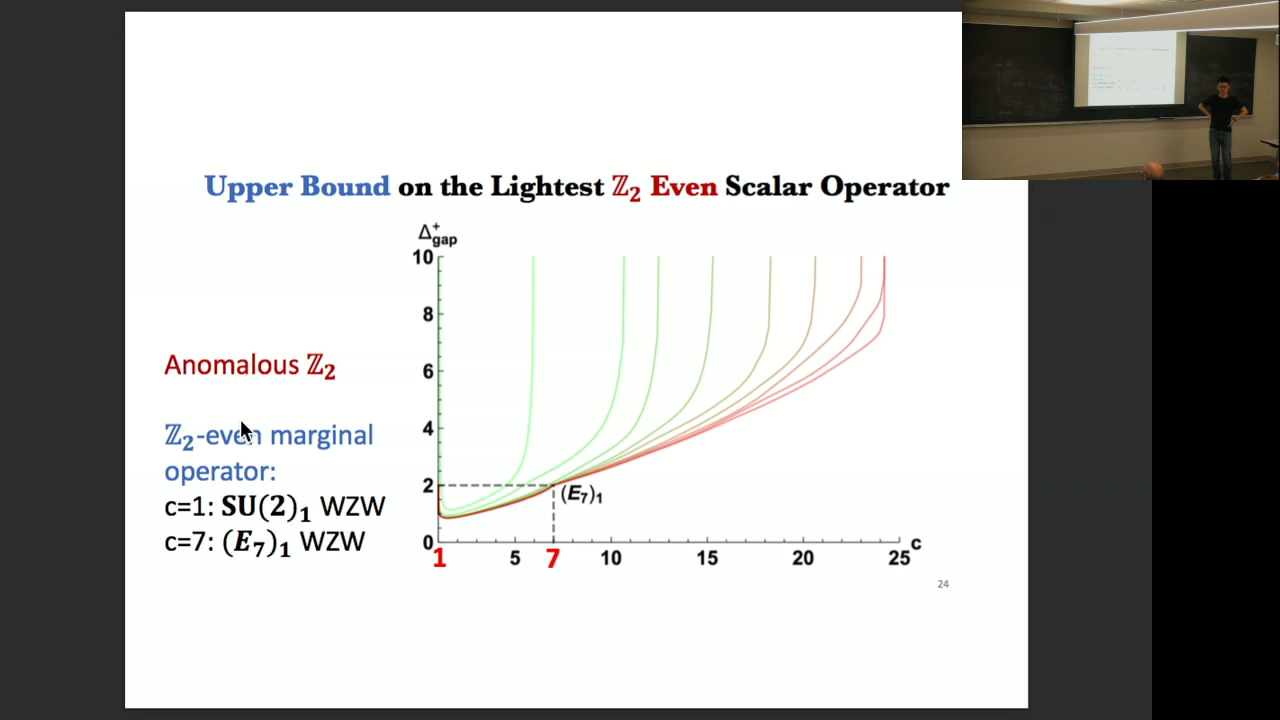 Upper Bound on the Lightest ℤ₂ Even Scalar Operator
Δ⁺gap
10
8
6
4
2
0
(E₇)₁
1
5
7
10
15
20
25
c
Anomalous ℤ₂
ℤ₂-even marginal
operator:
c=1: SU(2)₁ WZW
c=7: (E₇)₁ WZW
24